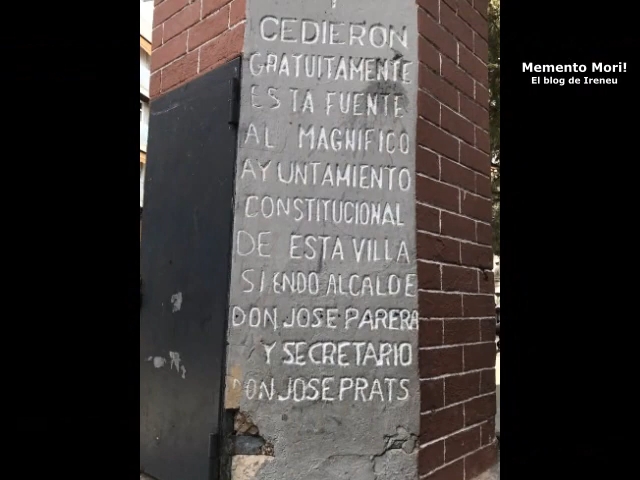 Y
CEDIERON
GRATUITAMENTE
ESTA FUENTE
AL MAGNIFICO
AYUNTAMIENTO
CONSTITUCIONAL
DE ESTA VILLA
SIENDO ALCALDE
DON JOSE PARERA
Y SECRETARIO
DON JOSE PRATS
Memento Mori!
El blog de Ireneu